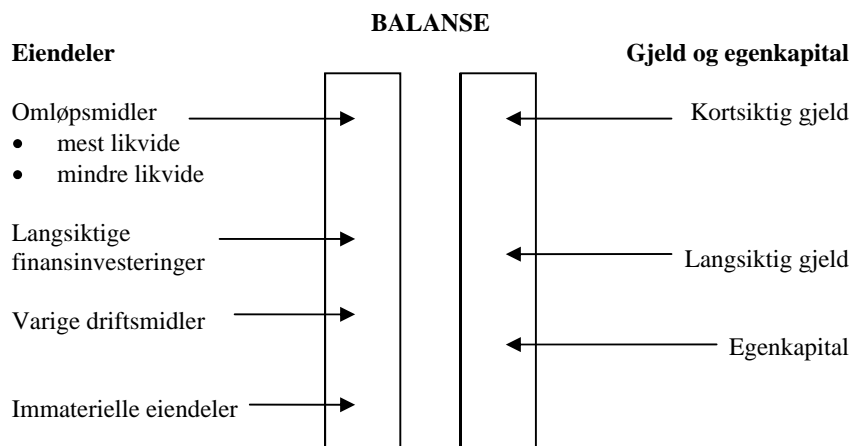 BALANSE
Eiendeler
Gjeld og egenkapital
Omløpsmidler
• mest likvide
• mindre likvide
Langsiktige
finansinvesteringer
Varige driftsmidler
Immaterielle eiendeler
Kortsiktig gjeld
Langsiktig gjeld
Egenkapital